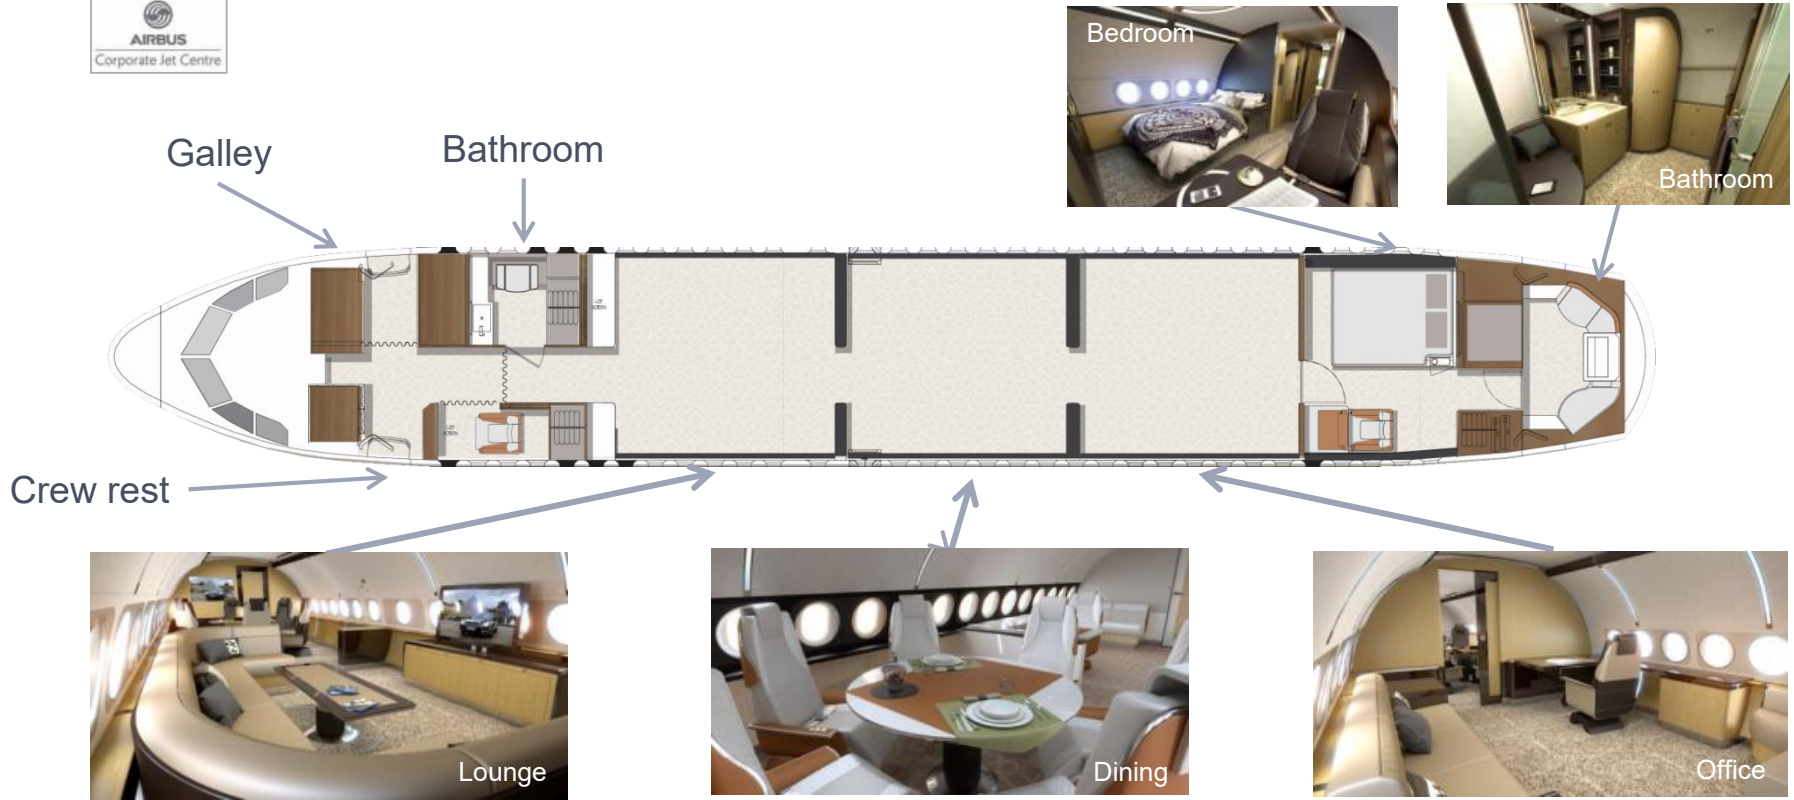 AIRBUS
Corporate Jet Centre
Bedroom
Bathroom
Galley
Bathroom
Crew rest
Lounge
Dining
Office